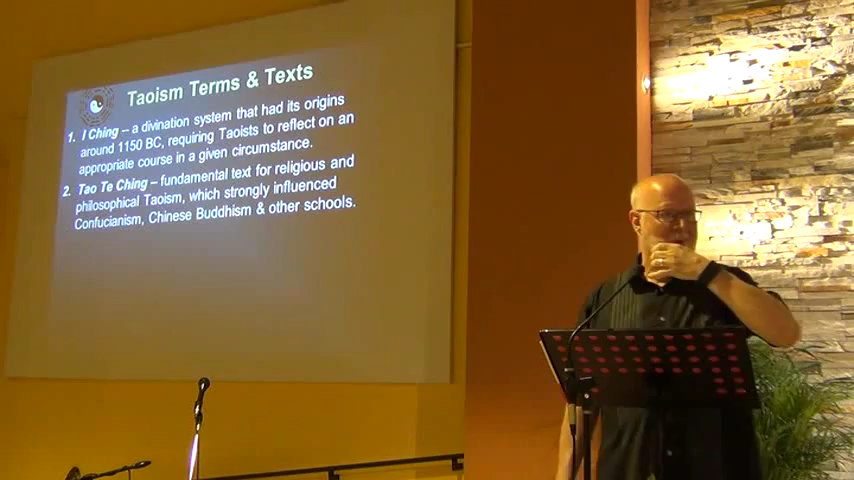 Taoism Terms & Texts
1. I Ching – a divination system that had its origins
around 1150 BC, requiring Taoists to reflect on an
appropriate course in a given circumstance.
2. Tao Te Ching – fundamental text for religious and
philosophical Taoism, which strongly influenced
Confucianism, Chinese Buddhism & other schools.